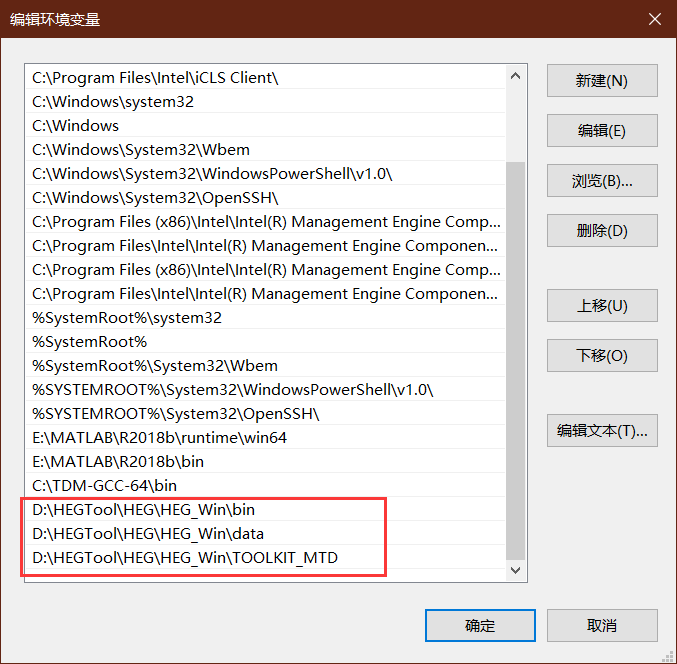 编辑环境变量
C:\Program Files\Intel\iCLS Client\
C:\Windows\system32
C:\Windows
C:\Windows\System32\Wbem
C:\Windows\System32\WindowsPowerShell\v1.0\
C:\Windows\System32\OpenSSH\
C:\Program Files (x86)\Intel\Intel(R) Management Engine Comp...
C:\Program Files\Intel\Intel(R) Management Engine Componen...
C:\Program Files (x86)\Intel\Intel(R) Management Engine Comp...
C:\Program Files\Intel\Intel(R) Management Engine Componen...
%SystemRoot%\system32
%SystemRoot%
%SystemRoot%\System32\Wbem
%SYSTEMROOT%\System32\WindowsPowerShell\v1.0\
%SYSTEMROOT%\System32\OpenSSH\
E:\MATLAB\R2018b\runtime\win64
E:\MATLAB\R2018b\bin
C:\TDM-GCC-64\bin
D:\HEGTool\HEG\HEG_Win\bin
D:\HEGTool\HEG\HEG_Win\data
D:\HEGTool\HEG\HEG_Win\TOOLKIT_MTD
新建(N)
编辑(E)
浏览(B)...
删除(D)
上移(U)
下移(O)
编辑文本(T)...
确定
取消